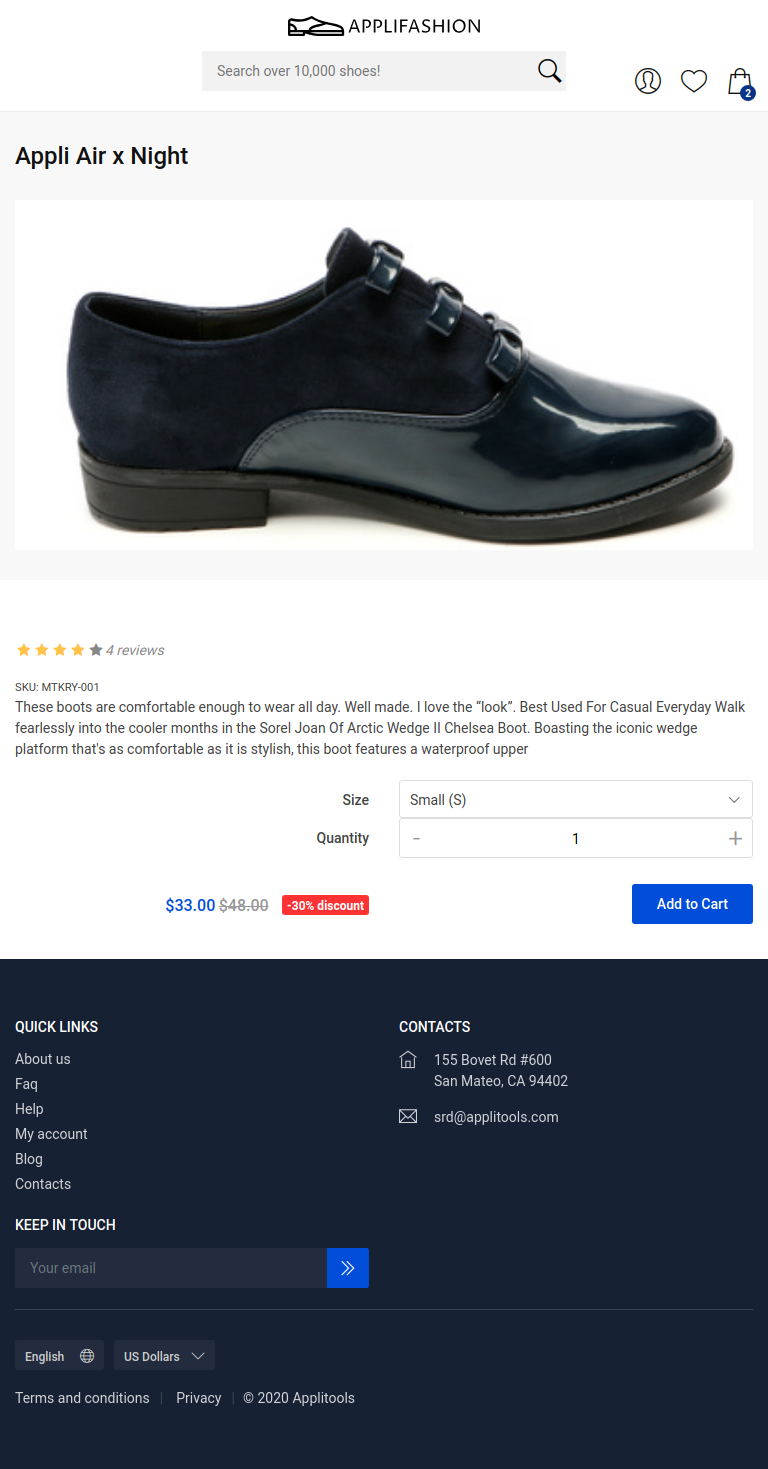 APPLIFASHION
Search over 10,000 shoes!
2
Appli Air x Night
4 reviews
SKU: MTKRY-001
These boots are comfortable enough to wear all day. Well made. I love the “look”. Best Used For Casual Everyday Walk
fearlessly into the cooler months in the Sorel Joan Of Arctic Wedge II Chelsea Boot. Boasting the iconic wedge
platform that's as comfortable as it is stylish, this boot features a waterproof upper
Size
Small (S)
Quantity
- 1 +
$33.00 $48.00 -30% discount
Add to Cart
QUICK LINKS
About us
Faq
Help
My account
Blog
Contacts
CONTACTS
155 Bovet Rd #600
San Mateo, CA 94402
srd@applitools.com
KEEP IN TOUCH
Your email
English
US Dollars
Terms and conditions
Privacy
© 2020 Applitools